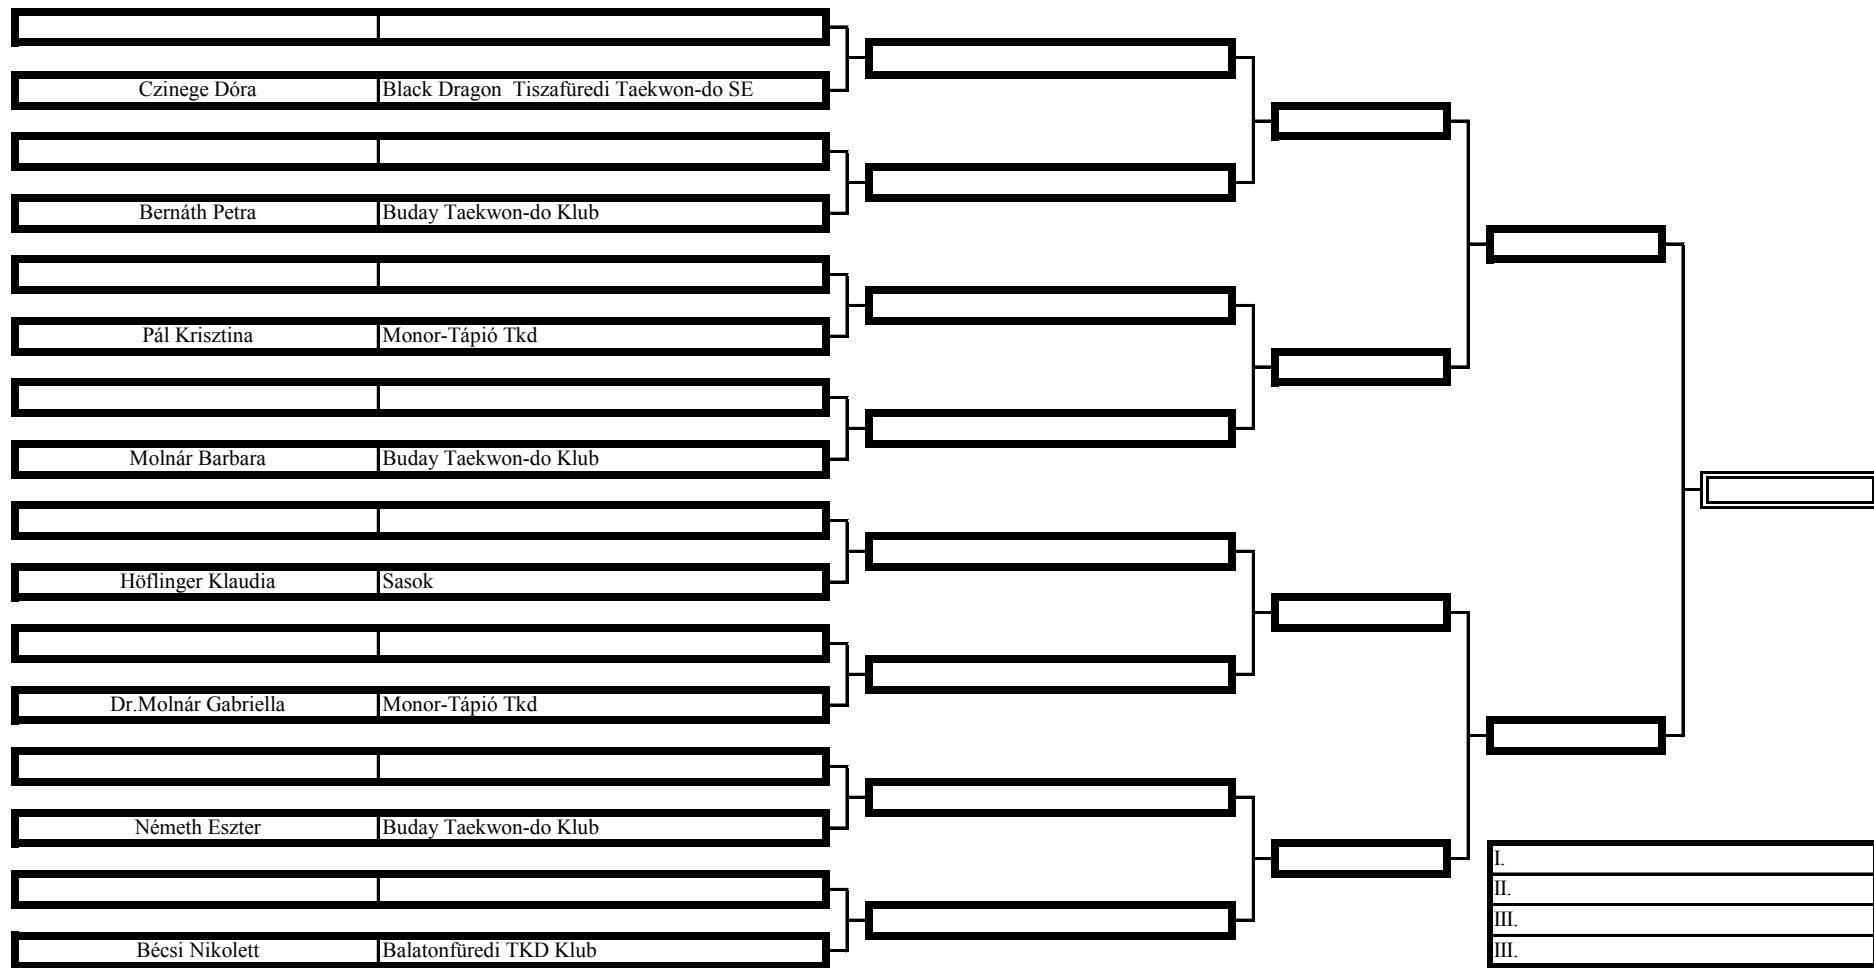 Czinege Dóra Black Dragon  Tiszafüredi Taekwon-do SE
Bernáth Petra Buday Taekwon-do Klub
Pál Krisztina Monor-Tápió Tkd
Molnár Barbara Buday Taekwon-do Klub
Höflinger Klaudia Sasok
Dr.Molnár Gabriella Monor-Tápió Tkd
Németh Eszter Buday Taekwon-do Klub
Bécsi Nikolett Balatonfüredi TKD Klub
I.
II.
III.
III.